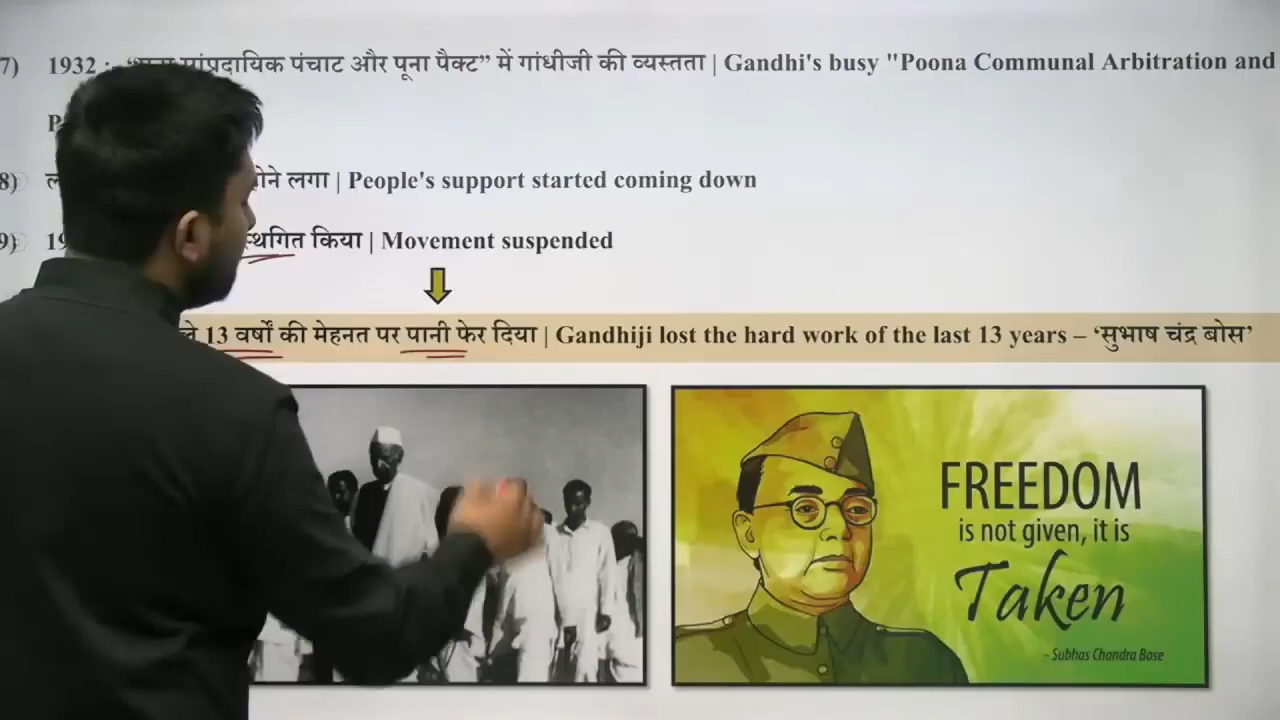 7) 1932 : सांप्रदायिक पंचाट और पूना पैक्ट” में गांधीजी की व्यस्तता | Gandhi's busy "Poona Communal Arbitration and
8) लगा | People's support started coming down
9) स्थगित किया | Movement suspended
13 वर्षों की मेहनत पर पानी फेर दिया | Gandhiji lost the hard work of the last 13 years – ‘सुभाष चंद्र बोस’
FREEDOM
is not given, it is
Taken
- Subhas Chandra Bose